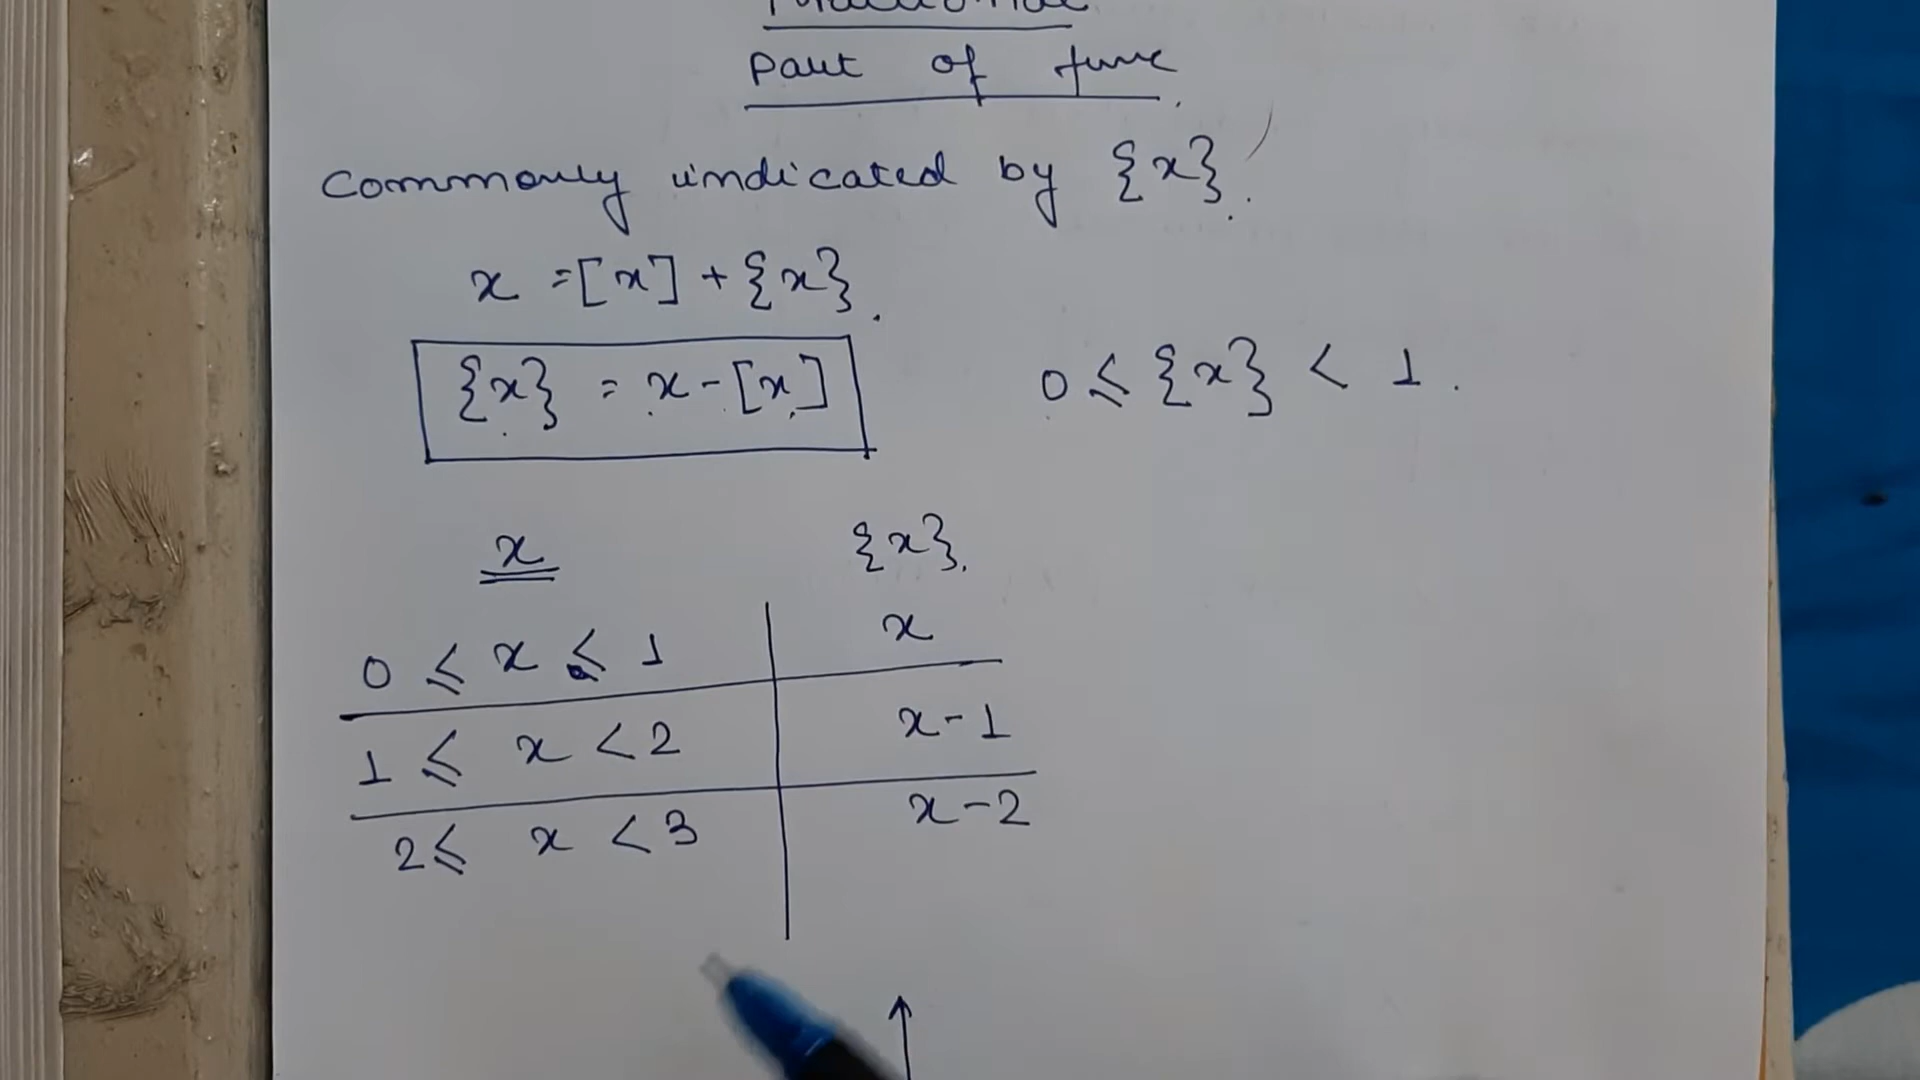 Part of func.
Commonly indicated by {x}.
x = [x] + {x}.
{x} = x - [x]
0 ≤ {x} < 1.
x {x}.
0 ≤ x ≤ 1 x
1 ≤ x < 2 x - 1
2 ≤ x < 3 x - 2